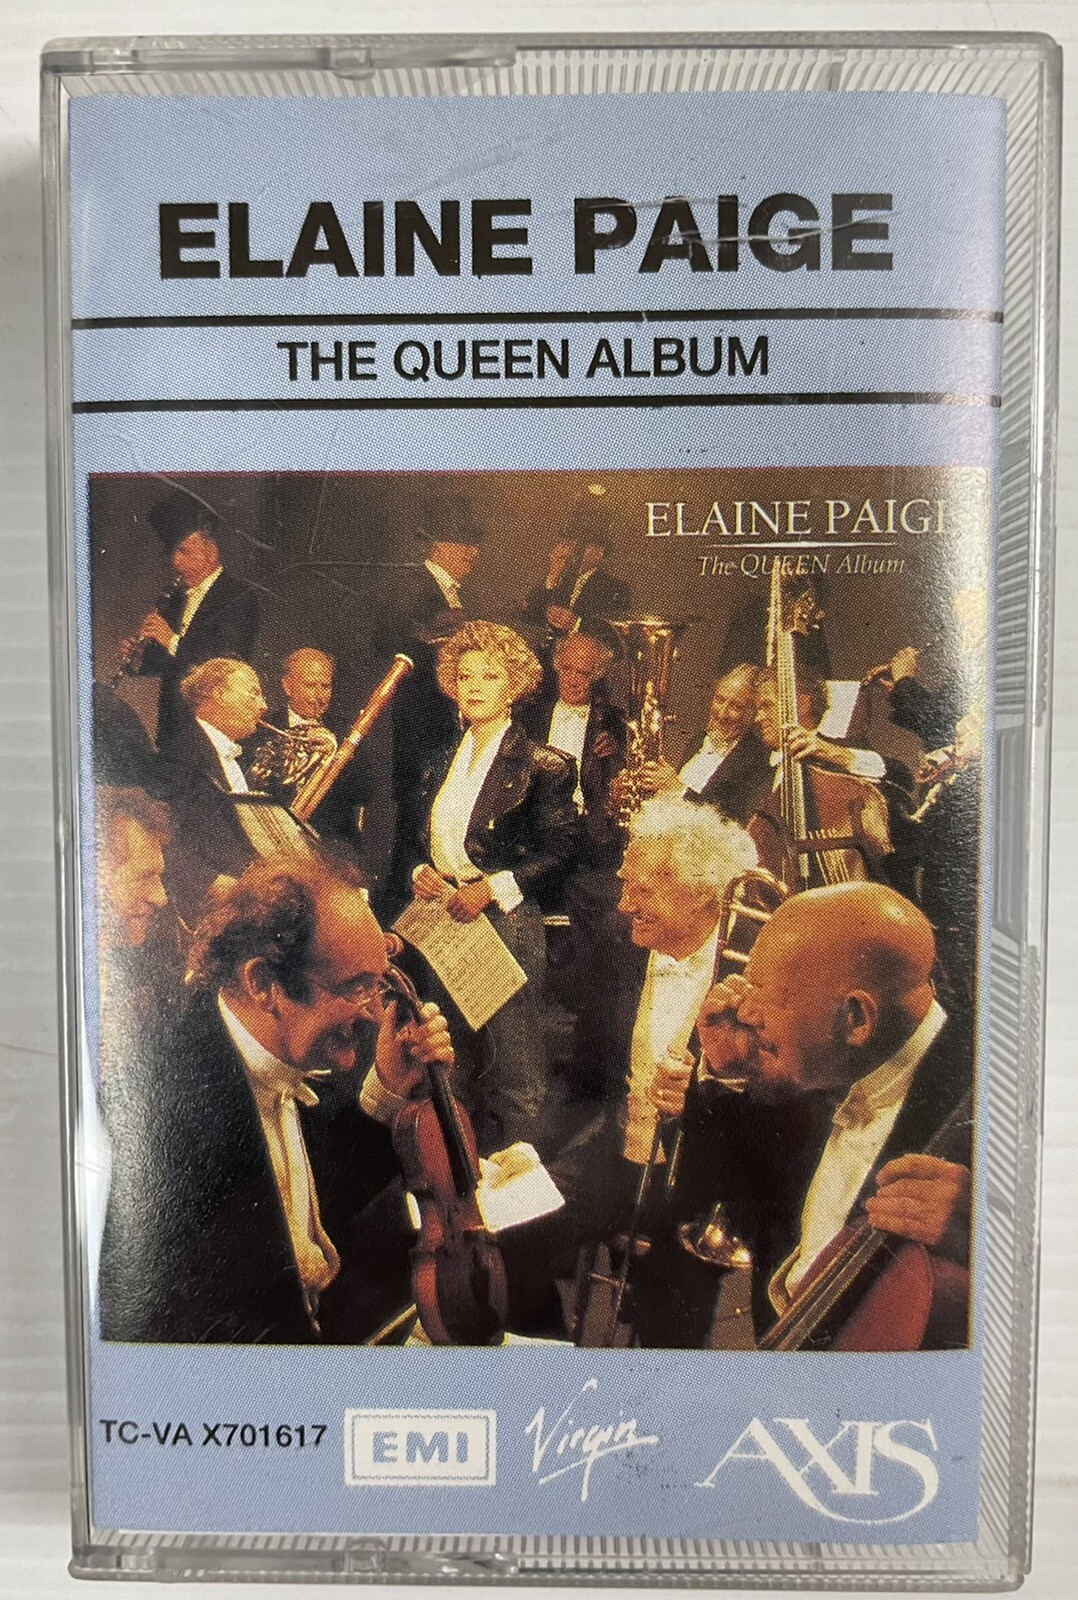 ELAINE PAIGE
THE QUEEN ALBUM
ELAINE PAIGE
The QUEEN Album
TC-VA X701617
EMI
Virgin
AXIS